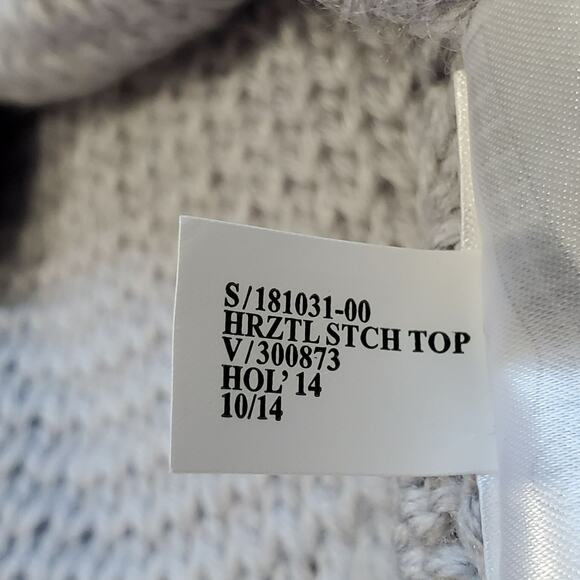 S/181031-00
HRZTL STCH TOP
V/300873
HOL' 14
10/14